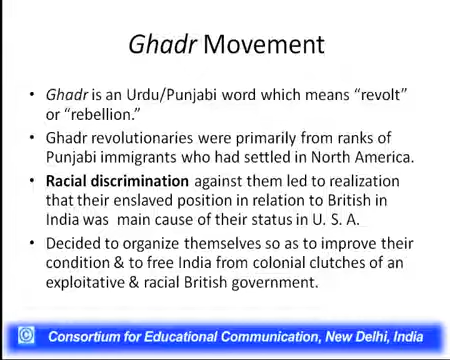 Ghadr Movement
• Ghadr is an Urdu/Punjabi word which means “revolt”
or “rebellion.”
• Ghadr revolutionaries were primarily from ranks of
Punjabi immigrants who had settled in North America.
• Racial discrimination against them led to realization
that their enslaved position in relation to British in
India was main cause of their status in U. S. A.
• Decided to organize themselves so as to improve their
condition & to free India from colonial clutches of an
exploitative & racial British government.
© Consortium for Educational Communication, New Delhi, India